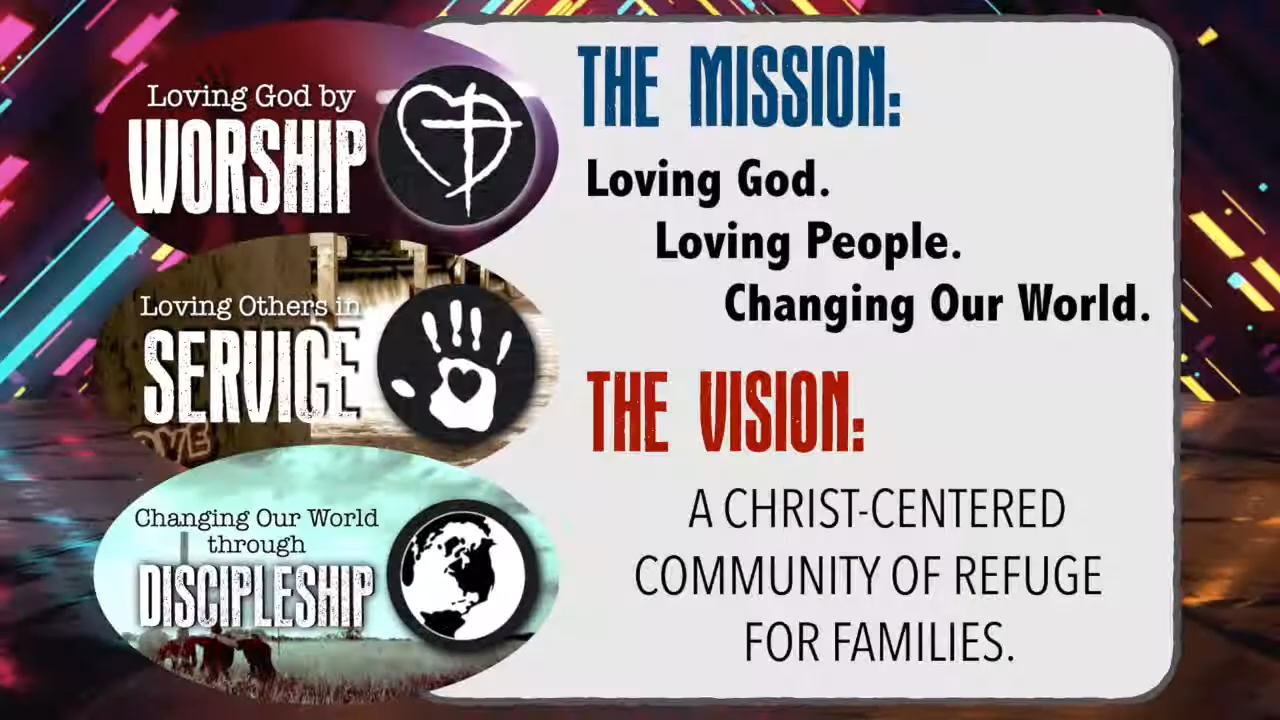 Loving God by
WORSHIP
Loving Others in
SERVICE
OVE
Changing Our World
through
DISCIPLESHIP
THE MISSION:
Loving God.
Loving People.
Changing Our World.
THE VISION:
A CHRIST-CENTERED
COMMUNITY OF REFUGE
FOR FAMILIES.